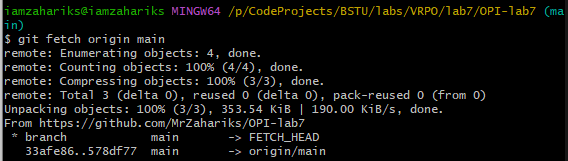 iamzahariks@iamzahariks MINGW64 /p/CodeProjects/BSTU/labs/VRPO/lab7/OPI-lab7 (ma
in)
$ git fetch origin main
remote: Enumerating objects: 4, done.
remote: Counting objects: 100% (4/4), done.
remote: Compressing objects: 100% (3/3), done.
remote: Total 3 (delta 0), reused 0 (delta 0), pack-reused 0 (from 0)
Unpacking objects: 100% (3/3), 353.54 KiB | 190.00 KiB/s, done.
From https://github.com/MrZahariks/OPI-lab7
 * branch            main       -> FETCH_HEAD
   33afe86..578df77  main       -> origin/main